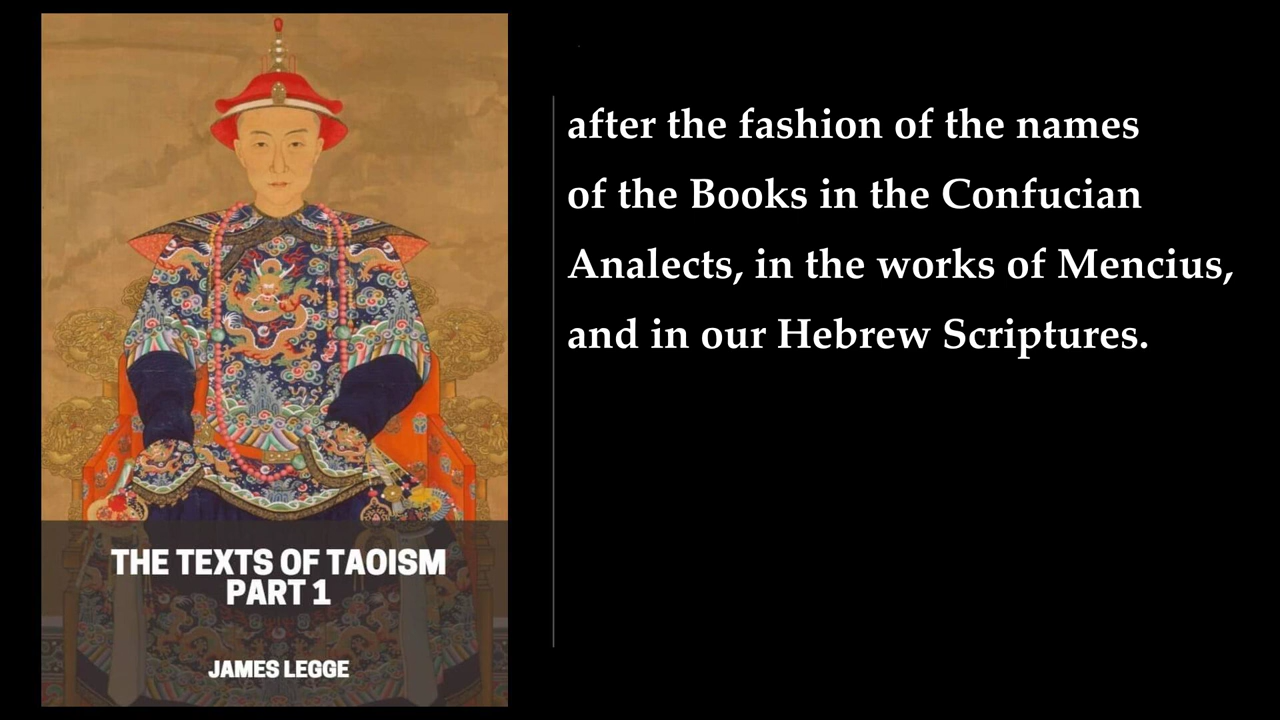 THE TEXTS OF TAOISM
PART 1
JAMES LEGGE
after the fashion of the names
of the Books in the Confucian
Analects, in the works of Mencius,
and in our Hebrew Scriptures.